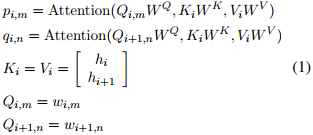 p_{i,m} = Attention(Q_{i,m}W^Q, K_iW^K, V_iW^V)
q_{i,n} = Attention(Q_{i+1,n}W^Q, K_iW^K, V_iW^V)
K_i = V_i = [ h_i
h_{i+1} ] (1)
Q_{i,m} = w_{i,m}
Q_{i+1,n} = w_{i+1,n}